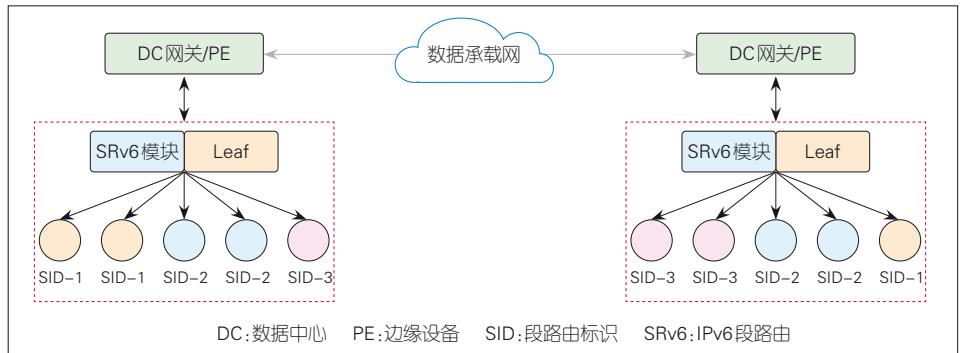 DC网关/PE 数据承载网 DC网关/PE
SRv6模块 Leaf SRv6模块 Leaf
SID-1 SID-1 SID-2 SID-2 SID-3 SID-3 SID-3 SID-2 SID-2 SID-1
DC:数据中心 PE:边缘设备 SID:段路由标识 SRv6:IPv6段路由